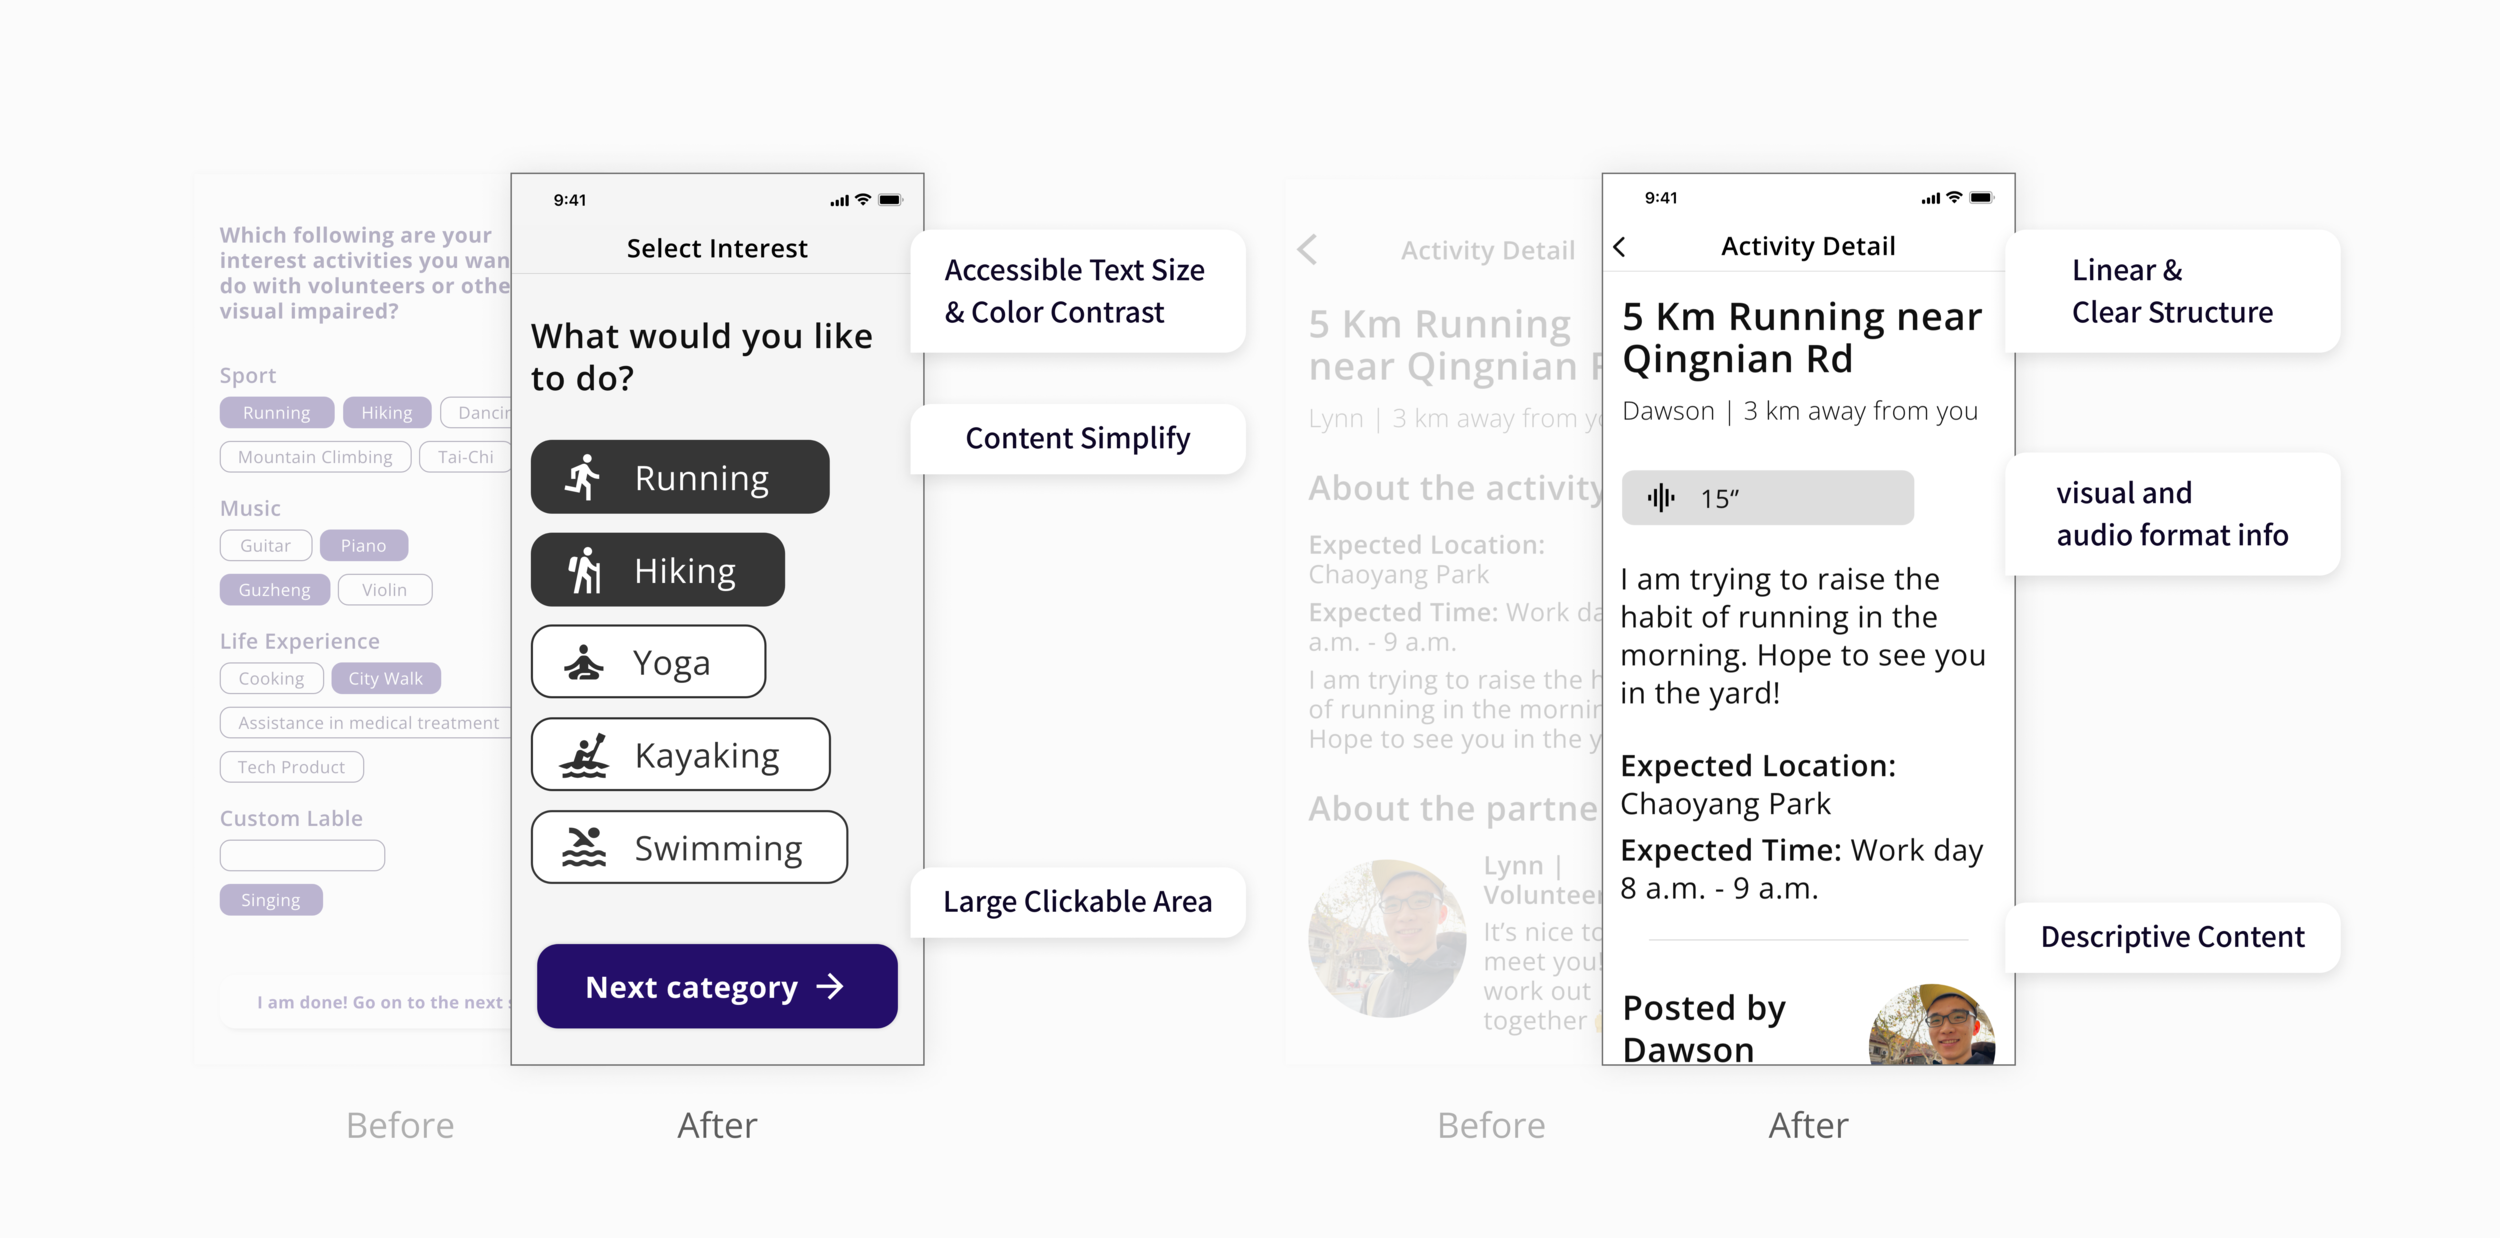 Which following are your
interest activities you wan
do with volunteers or othe
visual impaired?
Sport
Running Hiking Dancin
Mountain Climbing Tai-Chi
Music
Guitar Piano
Guzheng Violin
Life Experience
Cooking City Walk
Assistance in medical treatment
Tech Product
Custom Lable
Singing
I am done! Go on to the next
Before
9:41
Select Interest
What would you like
to do?
Running
Hiking
Yoga
Kayaking
Swimming
Next category
After
Accessible Text Size
& Color Contrast
Content Simplify
Large Clickable Area
Activity Detail
5 Km Running
near Qingnian R
Lynn | 3 km away from yo
About the activity
Expected Location:
Chaoyang Park
Expected Time: Work da
a.m. - 9 a.m.
I am trying to raise the h
of running in the mornin
Hope to see you in the y
About the partne
Lynn |
Volunteer
It’s nice to
meet you!
work out
together
Before
9:41
Activity Detail
5 Km Running near
Qingnian Rd
Dawson | 3 km away from you
15“
I am trying to raise the
habit of running in the
morning. Hope to see you
in the yard!
Expected Location:
Chaoyang Park
Expected Time: Work day
8 a.m. - 9 a.m.
Posted by
Dawson
After
Linear &
Clear Structure
visual and
audio format info
Descriptive Content